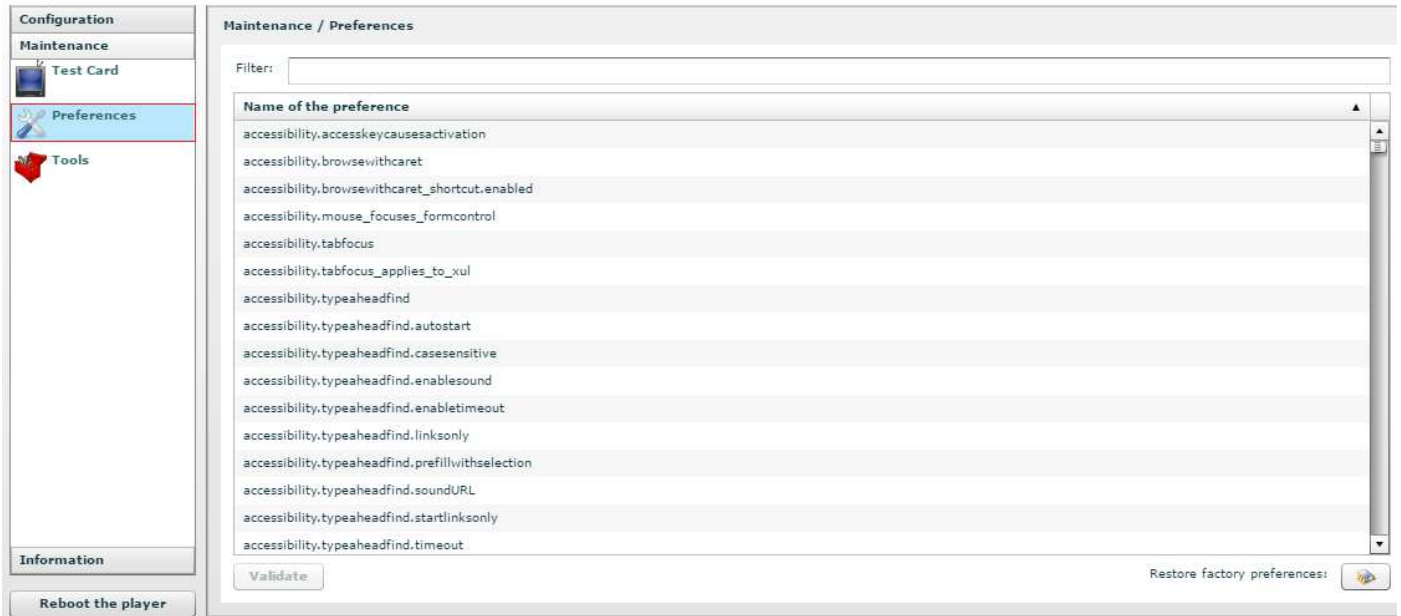 Configuration
Maintenance
Test Card
Preferences
Tools
Information
Reboot the player
Maintenance / Preferences
Filter:
Name of the preference
accessibility.accesskeycausesactivation
accessibility.browsewithcaret
accessibility.browsewithcaret_shortcut.enabled
accessibility.mouse_focuses_formcontrol
accessibility.tabfocus
accessibility.tabfocus_applies_to_xul
accessibility.typeaheadfind
accessibility.typeaheadfind.autostart
accessibility.typeaheadfind.casesensitive
accessibility.typeaheadfind.enablesound
accessibility.typeaheadfind.enabletimeout
accessibility.typeaheadfind.linksonly
accessibility.typeaheadfind.prefillwithselection
accessibility.typeaheadfind.soundURL
accessibility.typeaheadfind.startlinksonly
accessibility.typeaheadfind.timeout
Validate
Restore factory preferences: